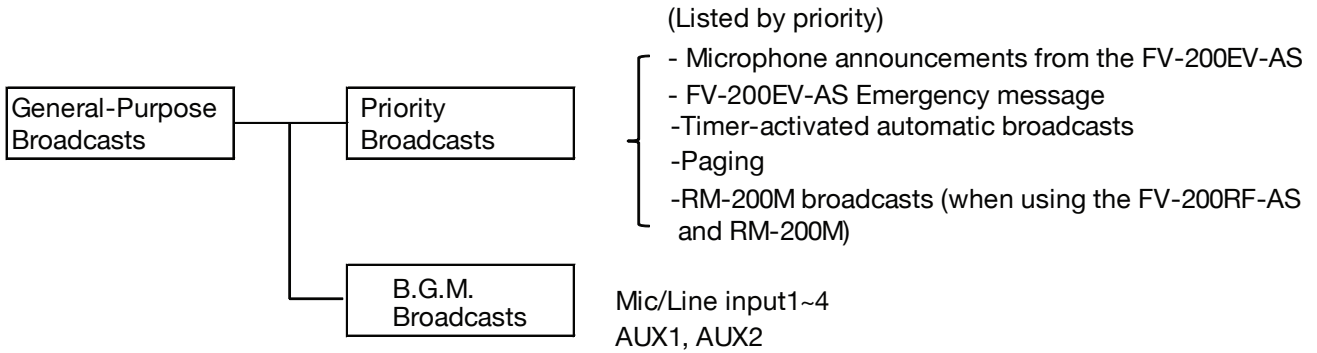 (Listed by priority)
- Microphone announcements from the FV-200EV-AS
- FV-200EV-AS Emergency message
-Timer-activated automatic broadcasts
-Paging
-RM-200M broadcasts (when using the FV-200RF-AS
and RM-200M)
General-Purpose
Broadcasts
Priority
Broadcasts
B.G.M.
Broadcasts
Mic/Line input1~4
AUX1, AUX2